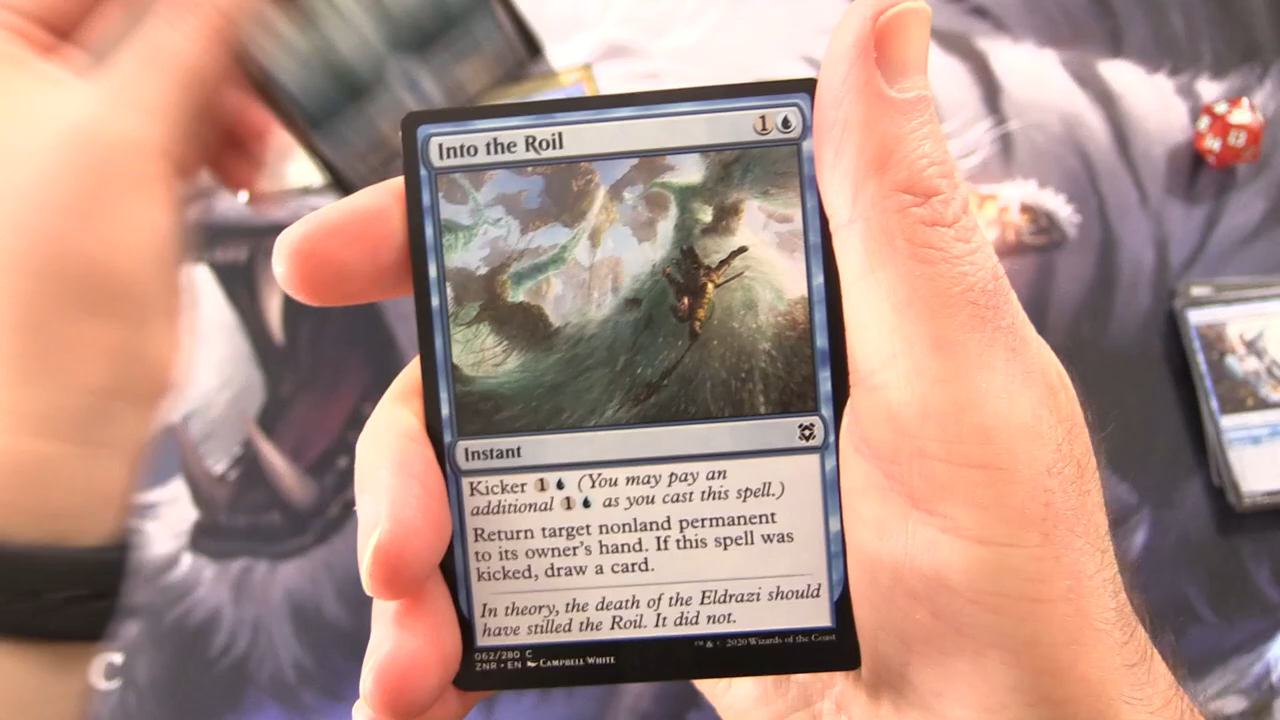 Into the Roil
1
Instant
Kicker 1 (You may pay an
additional 1 as you cast this spell.)
Return target nonland permanent
to its owner's hand. If this spell was
kicked, draw a card.
In theory, the death of the Eldrazi should
have stilled the Roil. It did not.
062/280 C
ZNR • EN CAMPBELL WHITE
™ & © 2020 Wizards of the Coast
C
13